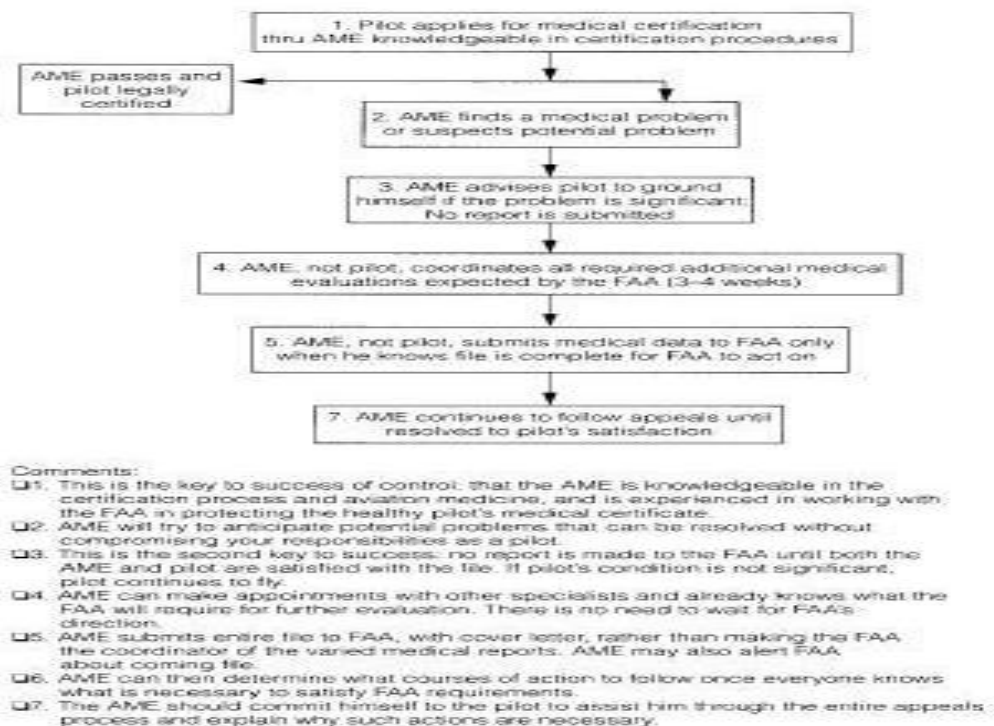 1. Pilot applies for medical certification
thru AME knowledgeable in certification procedures
AME passes and
pilot legally
certified
2. AME finds a medical problem
or suspects potential problem
3. AME advises pilot to ground
himself if the problem is significant.
No report is submitted
4. AME, not pilot, coordinates all required additional medical
evaluations expected by the FAA (3–4 weeks)
5. AME, not pilot, submits medical data to FAA only
when he knows file is complete for FAA to act on
7. AME continues to follow appeals until
resolved to pilot's satisfaction
Comments:
❑1. This is the key to success of control: that the AME is knowledgeable in the
certification process and aviation medicine, and is experienced in working with
the FAA in protecting the healthy pilot's medical certificate.
❑2. AME will try to anticipate potential problems that can be resolved without
compromising your responsibilities as a pilot.
❑3. This is the second key to success: no report is made to the FAA until both the
AME and pilot are satisfied with the file. If pilot's condition is not significant,
pilot continues to fly.
❑4. AME can make appointments with other specialists and already knows what the
FAA will require for further evaluation. There is no need to wait for FAA's
direction.
❑5. AME submits entire file to FAA, with cover letter, rather than making the FAA
the coordinator of the varied medical reports. AME may also alert FAA
about coming file.
❑6. AME can then determine what courses of action to follow once everyone knows
what is necessary to satisfy FAA requirements.
❑7. The AME should commit himself to the pilot to assist him through the entire appeals
process and explain why such actions are necessary.